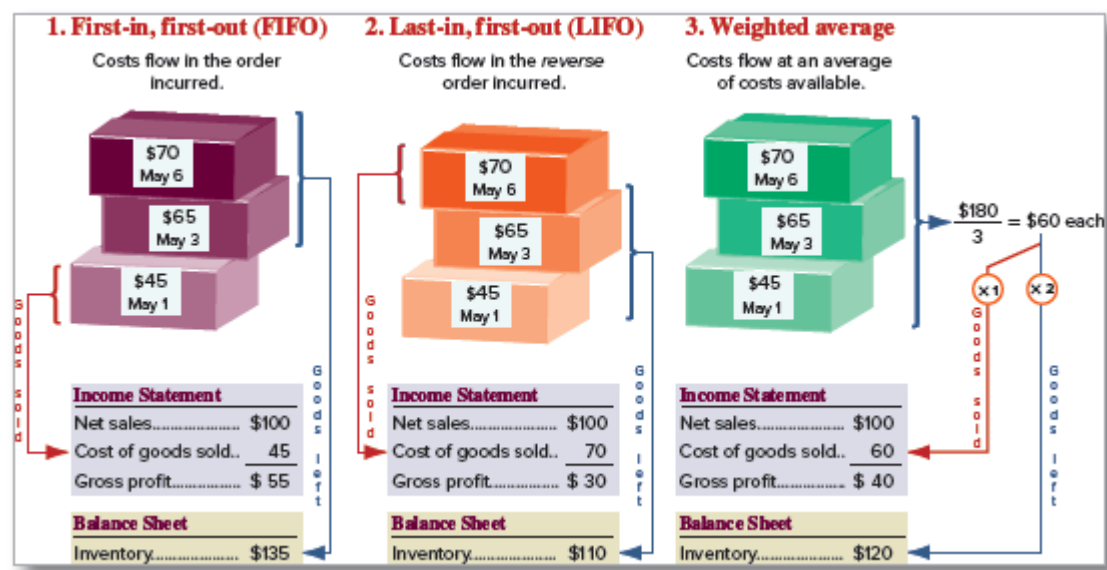 1. First-in, first-out (FIFO)
Costs flow in the order
incurred.
$70
May 6
$65
May 3
$45
May 1
Goods sold
Goods left
Income Statement
Net sales..................... $100
Cost of goods sold.. 45
Gross profit................ $ 55
Balance Sheet
Inventory..................... $135
2. Last-in, first-out (LIFO)
Costs flow in the reverse
order incurred.
$70
May 6
$65
May 3
$45
May 1
Goods sold
Goods left
Income Statement
Net sales..................... $100
Cost of goods sold.. 70
Gross profit................ $ 30
Balance Sheet
Inventory..................... $110
3. Weighted average
Costs flow at an average
of costs available.
$70
May 6
$65
May 3
$45
May 1
$180
3
= $60 each
×1
×2
Goods sold
Goods left
Income Statement
Net sales..................... $100
Cost of goods sold.. 60
Gross profit................ $ 40
Balance Sheet
Inventory..................... $120